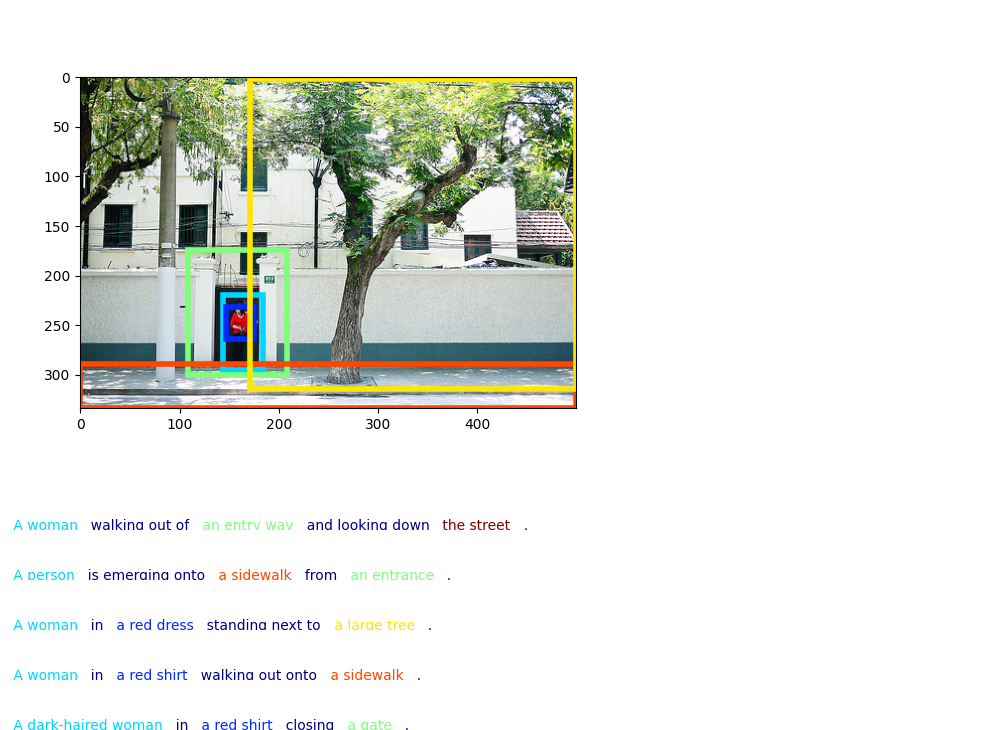 0
50
100
150
200
250
300
0 100 200 300 400
A woman walking out of an entry way and looking down the street .
A person is emerging onto a sidewalk from an entrance .
A woman in a red dress standing next to a large tree .
A woman in a red shirt walking out onto a sidewalk .
A dark-haired woman in a red shirt closing a gate .